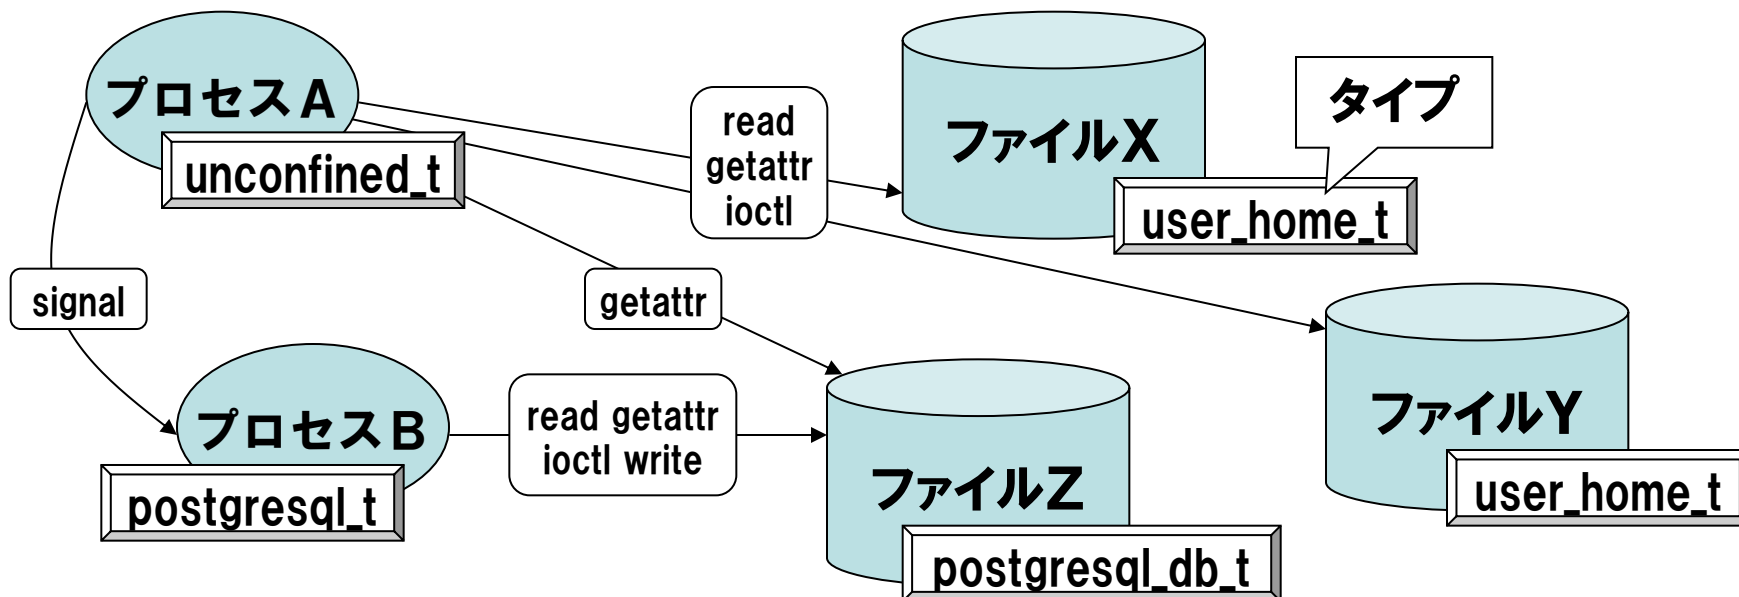 プロセスA
unconfined_t
read
getattr
ioctl
ファイルX
user_home_t
タイプ
signal
getattr
プロセスB
postgresql_t
read getattr
ioctl write
ファイルZ
postgresql_db_t
ファイルY
user_home_t